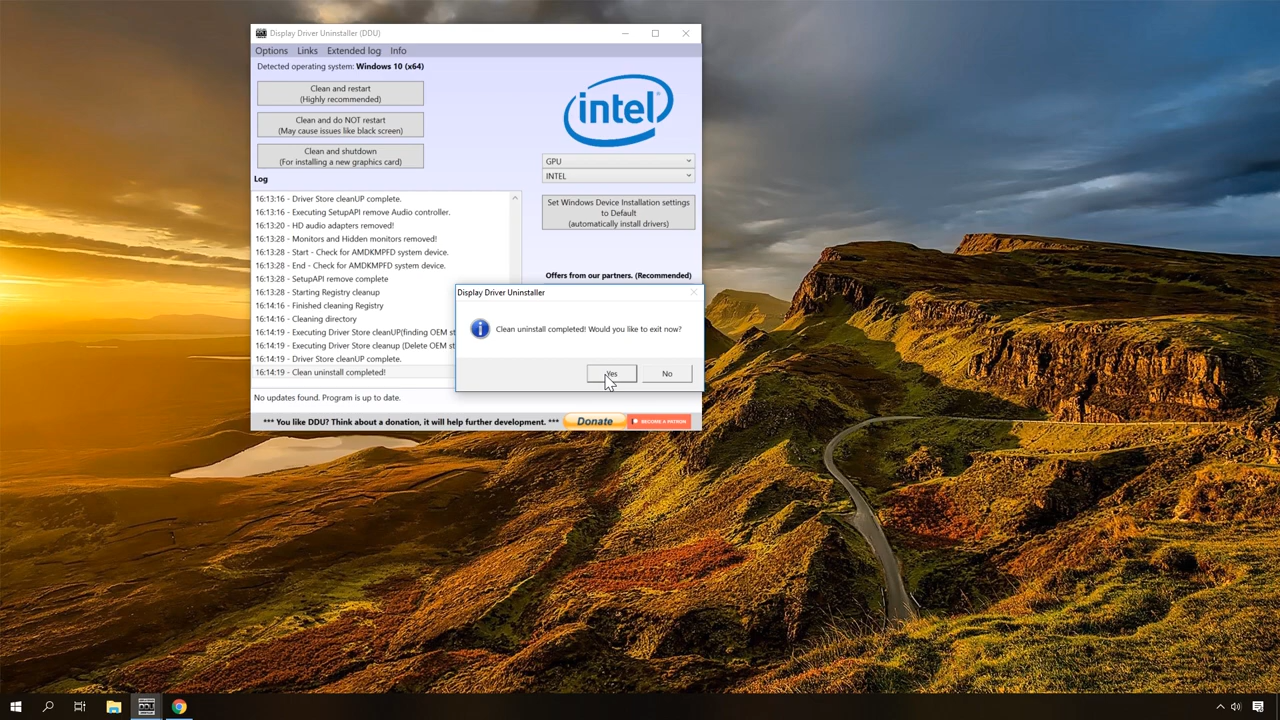 Display Driver Uninstaller (DDU)
Options Links Extended log Info
Detected operating system: Windows 10 (x64)
Clean and restart
(Highly recommended)
Clean and do NOT restart
(May cause issues like black screen)
Clean and shutdown
(For installing a new graphics card)
intel
GPU
INTEL
Set Windows Device Installation settings
to Default
(automatically install drivers)
Log
16:13:16 - Driver Store cleanUP complete.
16:13:16 - Executing SetupAPI remove Audio controller.
16:13:20 - HD audio adapters removed!
16:13:28 - Monitors and Hidden monitors removed!
16:13:28 - Start - Check for AMDKMPFD system device.
16:13:28 - End - Check for AMDKMPFD system device.
16:13:28 - SetupAPI remove complete
16:13:28 - Starting Registry cleanup
16:14:16 - Finished cleaning Registry
16:14:16 - Cleaning directory
16:14:19 - Executing Driver Store cleanUP(finding OEM st
16:14:19 - Executing Driver Store cleanup (Delete OEM st
16:14:19 - Driver Store cleanUP complete.
16:14:19 - Clean uninstall completed!
Offers from our partners. (Recommended)
Display Driver Uninstaller
Clean uninstall completed! Would you like to exit now?
Yes No
No updates found. Program is up to date.
*** You like DDU? Think about a donation, it will help further development. *** Donate BECOME A PATRON
DDU